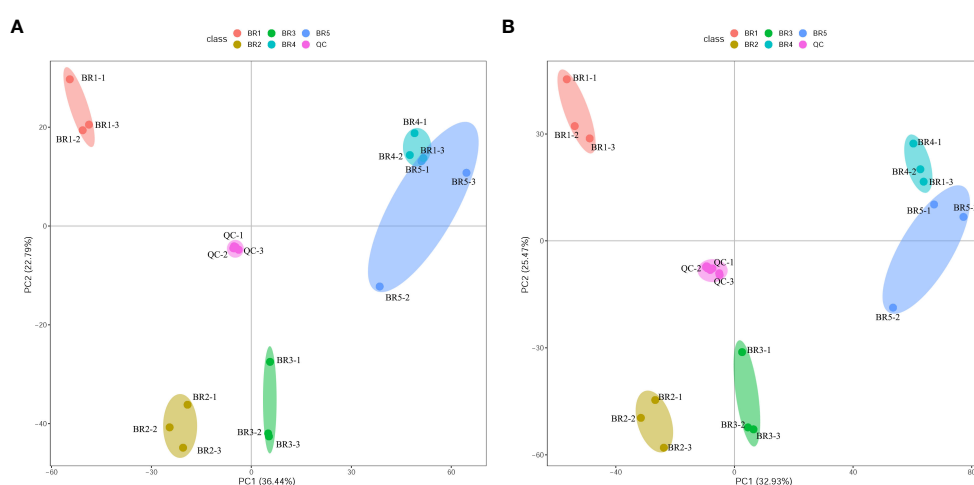 A
class
BR1 BR3 BR5
BR2 BR4 QC
BR1-1
BR1-3
BR1-2
BR4-1
BR4-2
BR1-3
BR5-1
BR5-3
QC-1
QC-2
QC-3
BR5-2
BR3-1
BR2-1
BR2-2
BR3-2
BR3-3
BR2-3
PC2 (22.79%)
20
0
−20
−40
−60 −30 0 30 60
PC1 (36.44%)
B
class
BR1 BR3 BR5
BR2 BR4 QC
BR1-1
BR1-2
BR1-3
BR4-1
BR4-2
BR1-3
BR5-1
BR5-
QC-1
QC-2
QC-3
BR5-2
BR3-1
BR2-1
BR2-2
BR3-2
BR3-3
BR2-3
PC2 (25.47%)
30
0
−30
−60
−40 0 40 80
PC1 (32.93%)